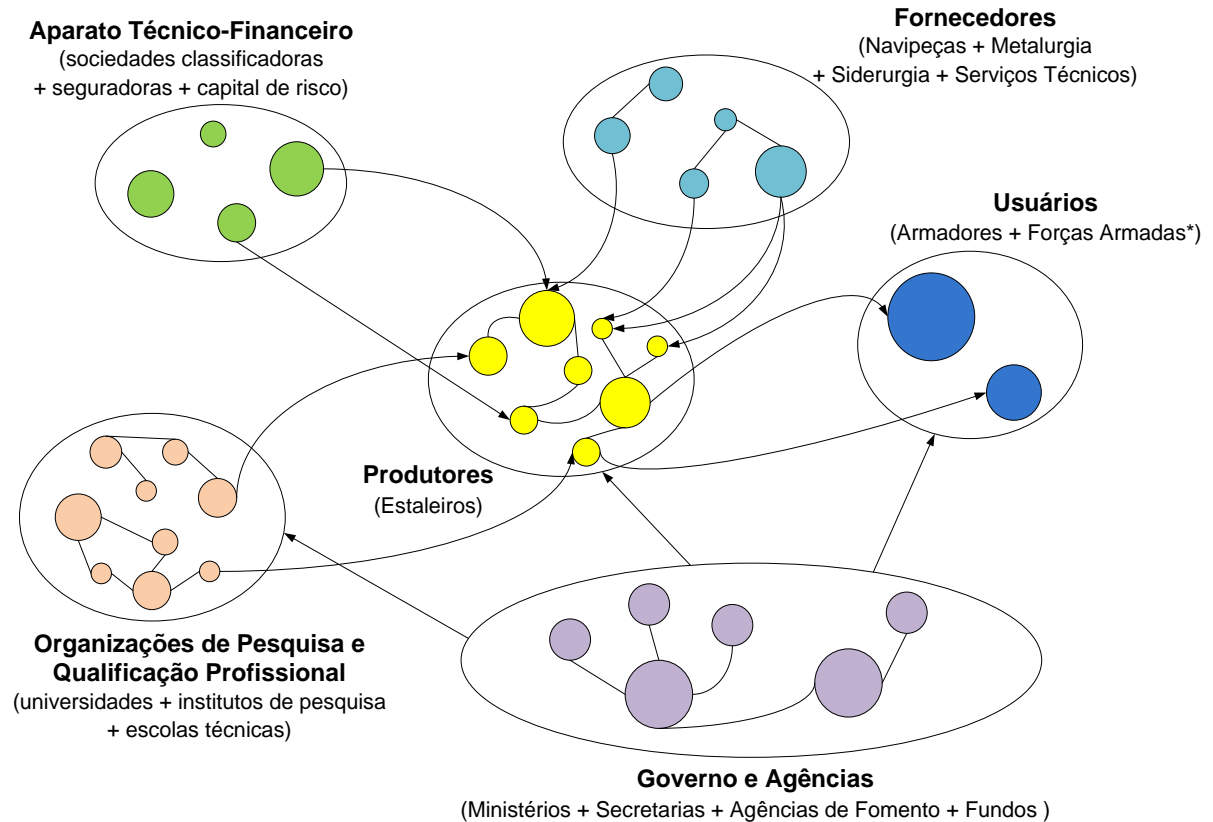 Aparato Técnico-Financeiro
(sociedades classificadoras
+ seguradoras + capital de risco)
Fornecedores
(Navipeças + Metalurgia
+ Siderurgia + Serviços Técnicos)
Usuários
(Armadores + Forças Armadas*)
Produtores
(Estaleiros)
Organizações de Pesquisa e
Qualificação Profissional
(universidades + institutos de pesquisa
+ escolas técnicas)
Governo e Agências
(Ministérios + Secretarias + Agências de Fomento + Fundos )